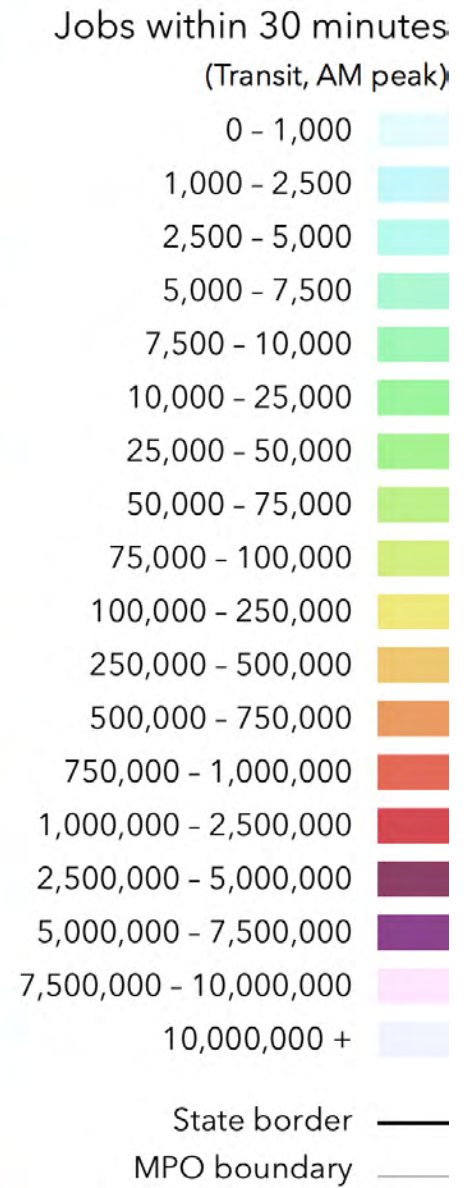 Jobs within 30 minutes
(Transit, AM peak)
0 – 1,000
1,000 – 2,500
2,500 – 5,000
5,000 – 7,500
7,500 – 10,000
10,000 – 25,000
25,000 – 50,000
50,000 – 75,000
75,000 – 100,000
100,000 – 250,000
250,000 – 500,000
500,000 – 750,000
750,000 – 1,000,000
1,000,000 – 2,500,000
2,500,000 – 5,000,000
5,000,000 – 7,500,000
7,500,000 – 10,000,000
10,000,000 +
State border
MPO boundary